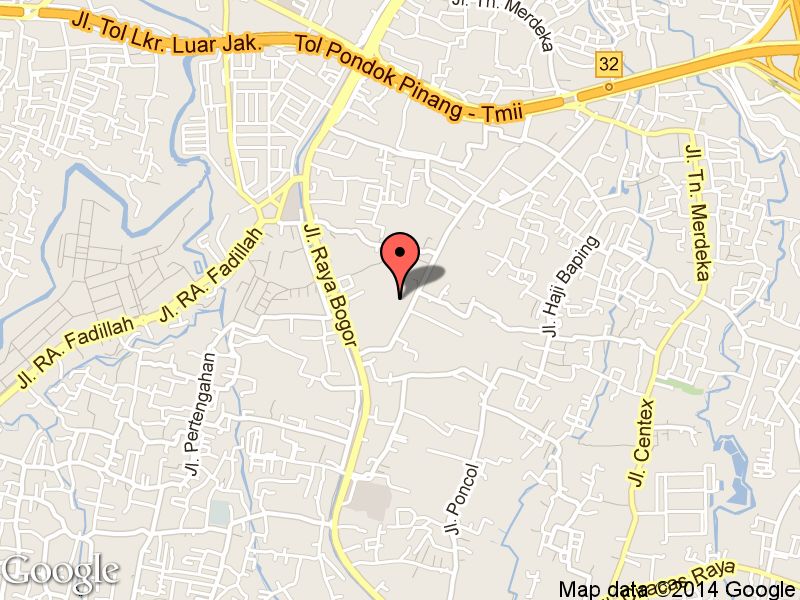 Jl. Tn. Merdeka
Jl. Tol Lkr. Luar Jak.
Tol Pondok Pinang - Tmii
32
Jl. Tn. Merdeka
Jl. RA. Fadillah
Jl. Raya Bogor
Jl. Haji Baping
Jl. RA. Fadillah
Jl. Pertengahan
Jl. Centex
Jl. Poncol
Raya
Google
Map data ©2014 Google